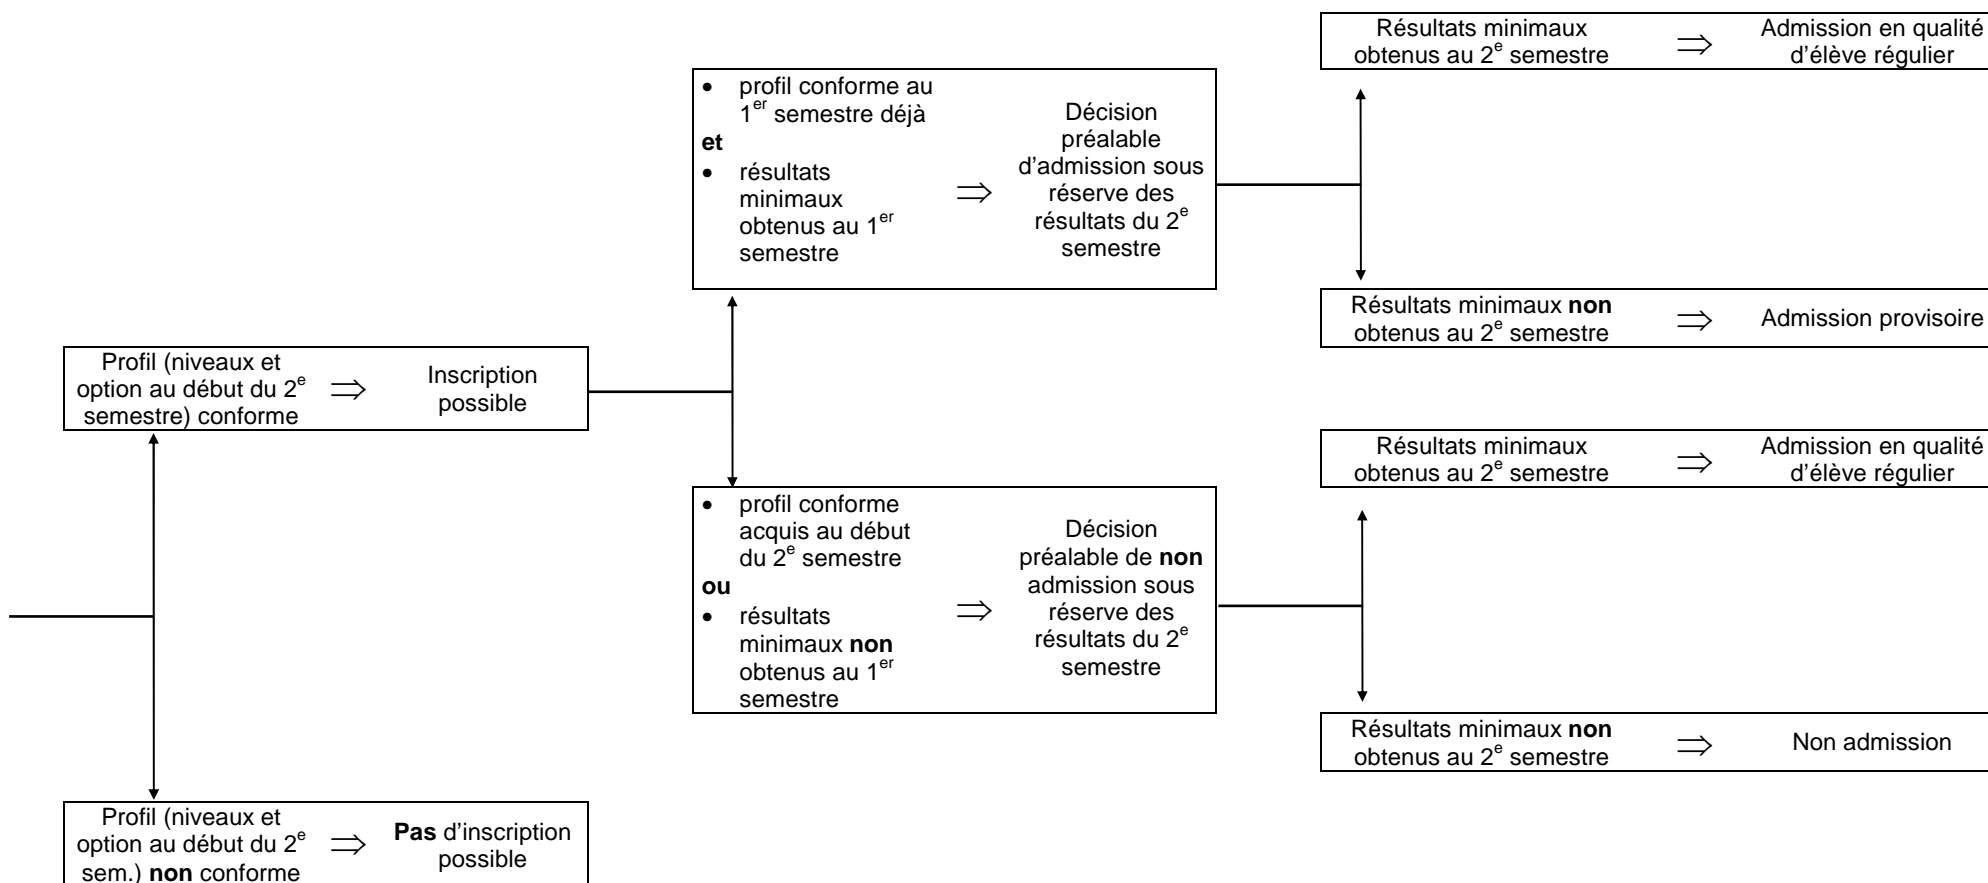 Profil (niveaux et
option au début du 2e
semestre) conforme
⇒
Inscription
possible
Profil (niveaux et
option au début du 2e
sem.) non conforme
⇒
Pas d'inscription
possible
• profil conforme au
1er semestre déjà
et
• résultats
minimaux
obtenus au 1er
semestre
⇒
Décision
préalable
d'admission sous
réserve des
résultats du 2e
semestre
• profil conforme
acquis au début
du 2e semestre
ou
• résultats
minimaux non
obtenus au 1er
semestre
⇒
Décision
préalable de non
admission sous
réserve des
résultats du 2e
semestre
Résultats minimaux
obtenus au 2e semestre
⇒
Admission en qualité
d'élève régulier
Résultats minimaux non
obtenus au 2e semestre
⇒
Admission provisoire
Résultats minimaux
obtenus au 2e semestre
⇒
Admission en qualité
d'élève régulier
Résultats minimaux non
obtenus au 2e semestre
⇒
Non admission